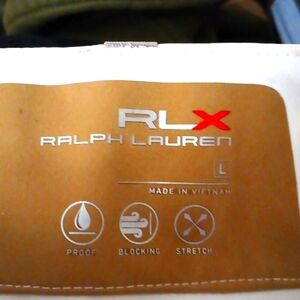 RLX
RALPH LAUREN
L
MADE IN VIETNAM
PROOF BLOCKING STRETCH